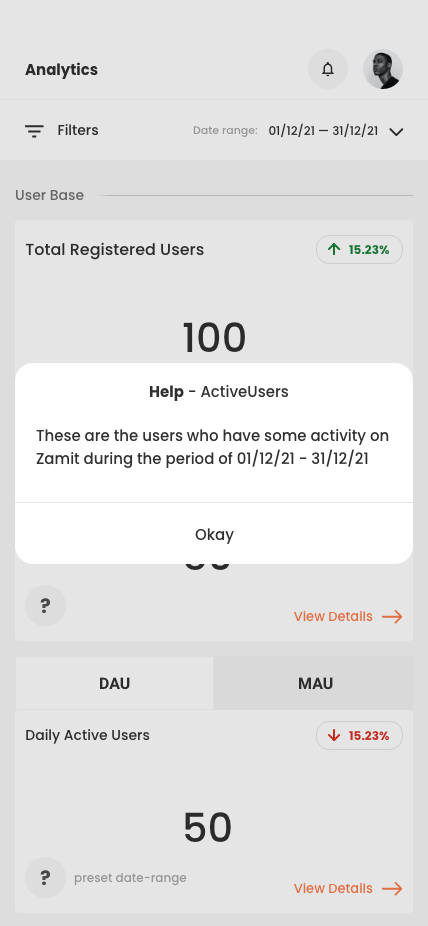 Analytics
Filters
Date range: 01/12/21 — 31/12/21
User Base
Total Registered Users
15.23%
100
Help - ActiveUsers
These are the users who have some activity on
Zamit during the period of 01/12/21 - 31/12/21
Okay
?
View Details
DAU
MAU
Daily Active Users
15.23%
50
?
preset date-range
View Details